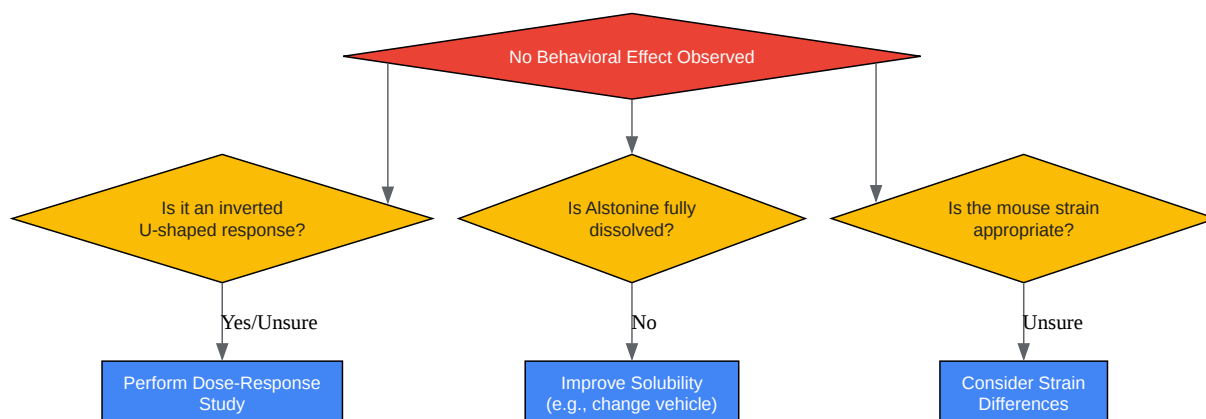 No Behavioral Effect Observed
Is it an inverted
U-shaped response?
Is Alstonine fully
dissolved?
Is the mouse strain
appropriate?
Yes/Unsure
No
Unsure
Perform Dose-Response
Study
Improve Solubility
(e.g., change vehicle)
Consider Strain
Differences